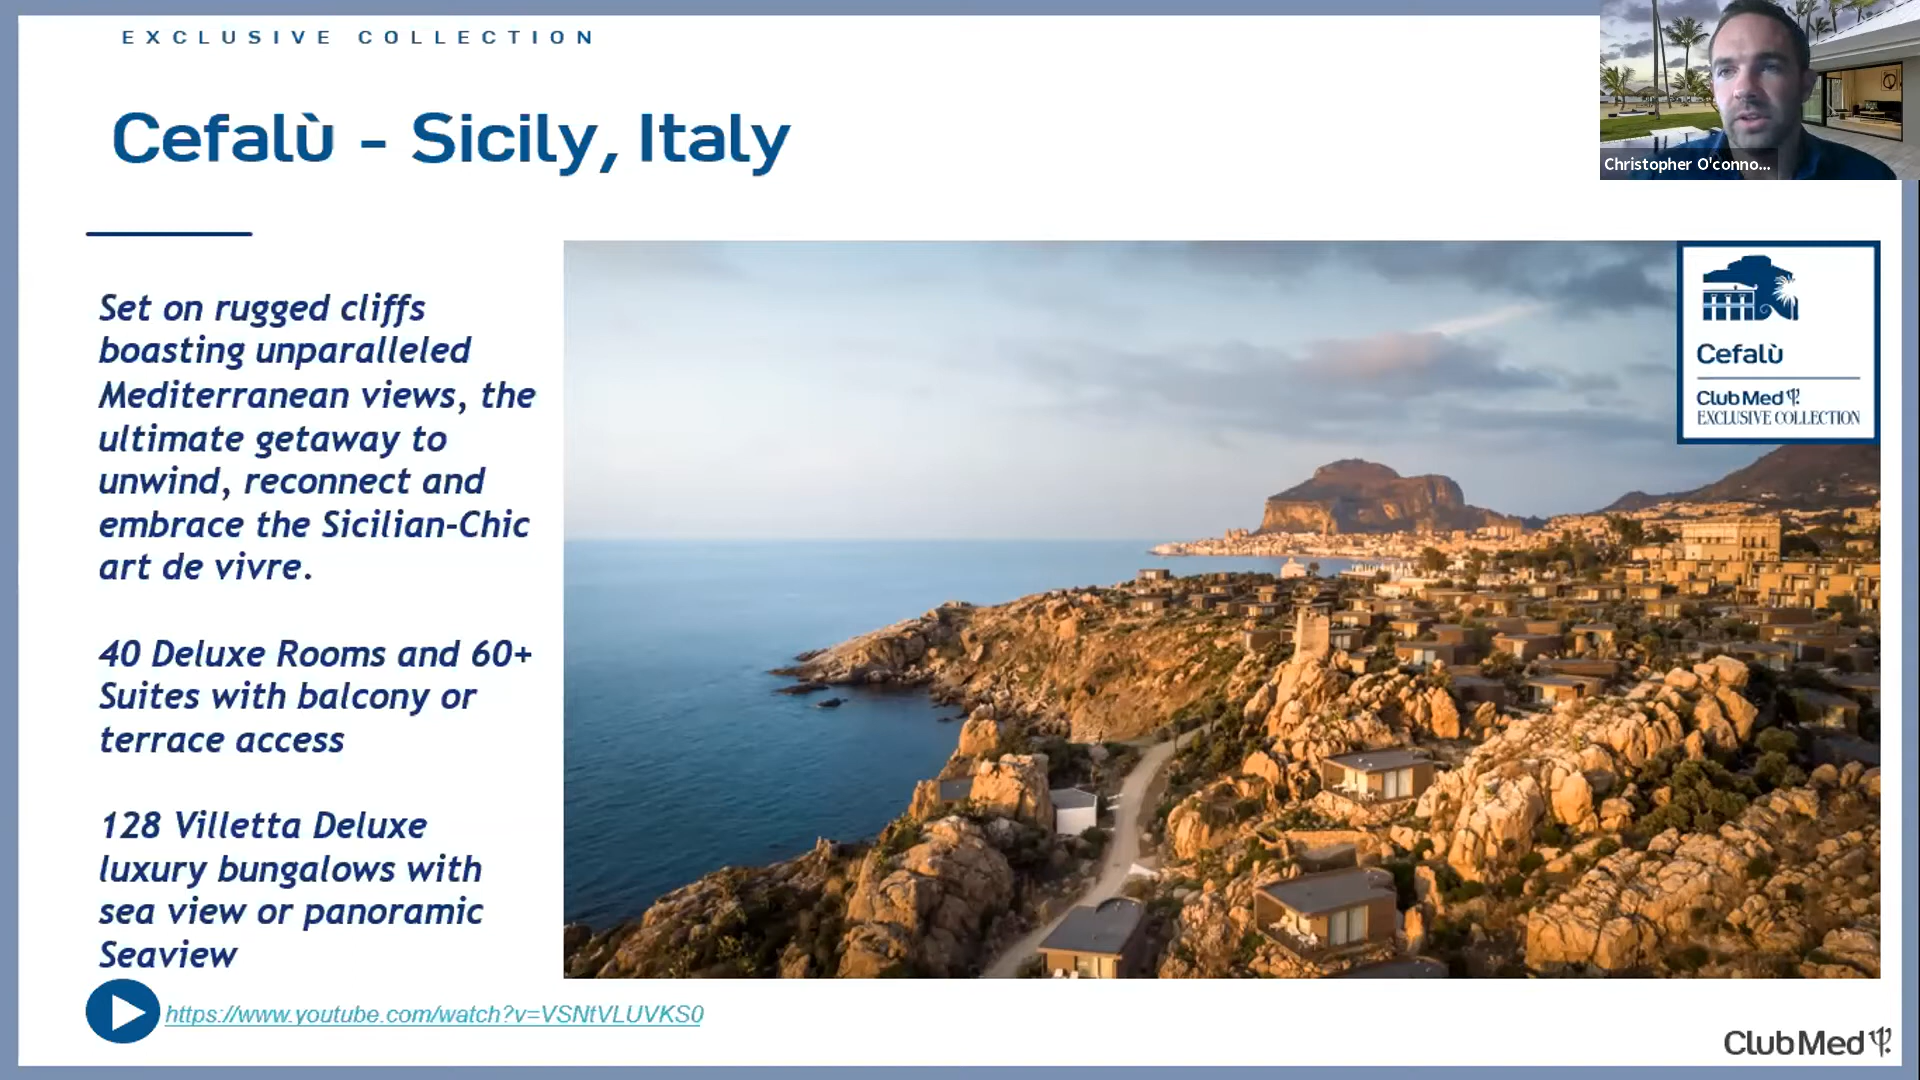 EXCLUSIVE COLLECTION
Cefalù - Sicily, Italy
Christopher O'conno...
Set on rugged cliffs
boasting unparalleled
Mediterranean views, the
ultimate getaway to
unwind, reconnect and
embrace the Sicilian-Chic
art de vivre.
40 Deluxe Rooms and 60+
Suites with balcony or
terrace access
128 Villetta Deluxe
luxury bungalows with
sea view or panoramic
Seaview
https://www.youtube.com/watch?v=VSNtVLUVKS0
Cefalù
Club Med
EXCLUSIVE COLLECTION
Club Med